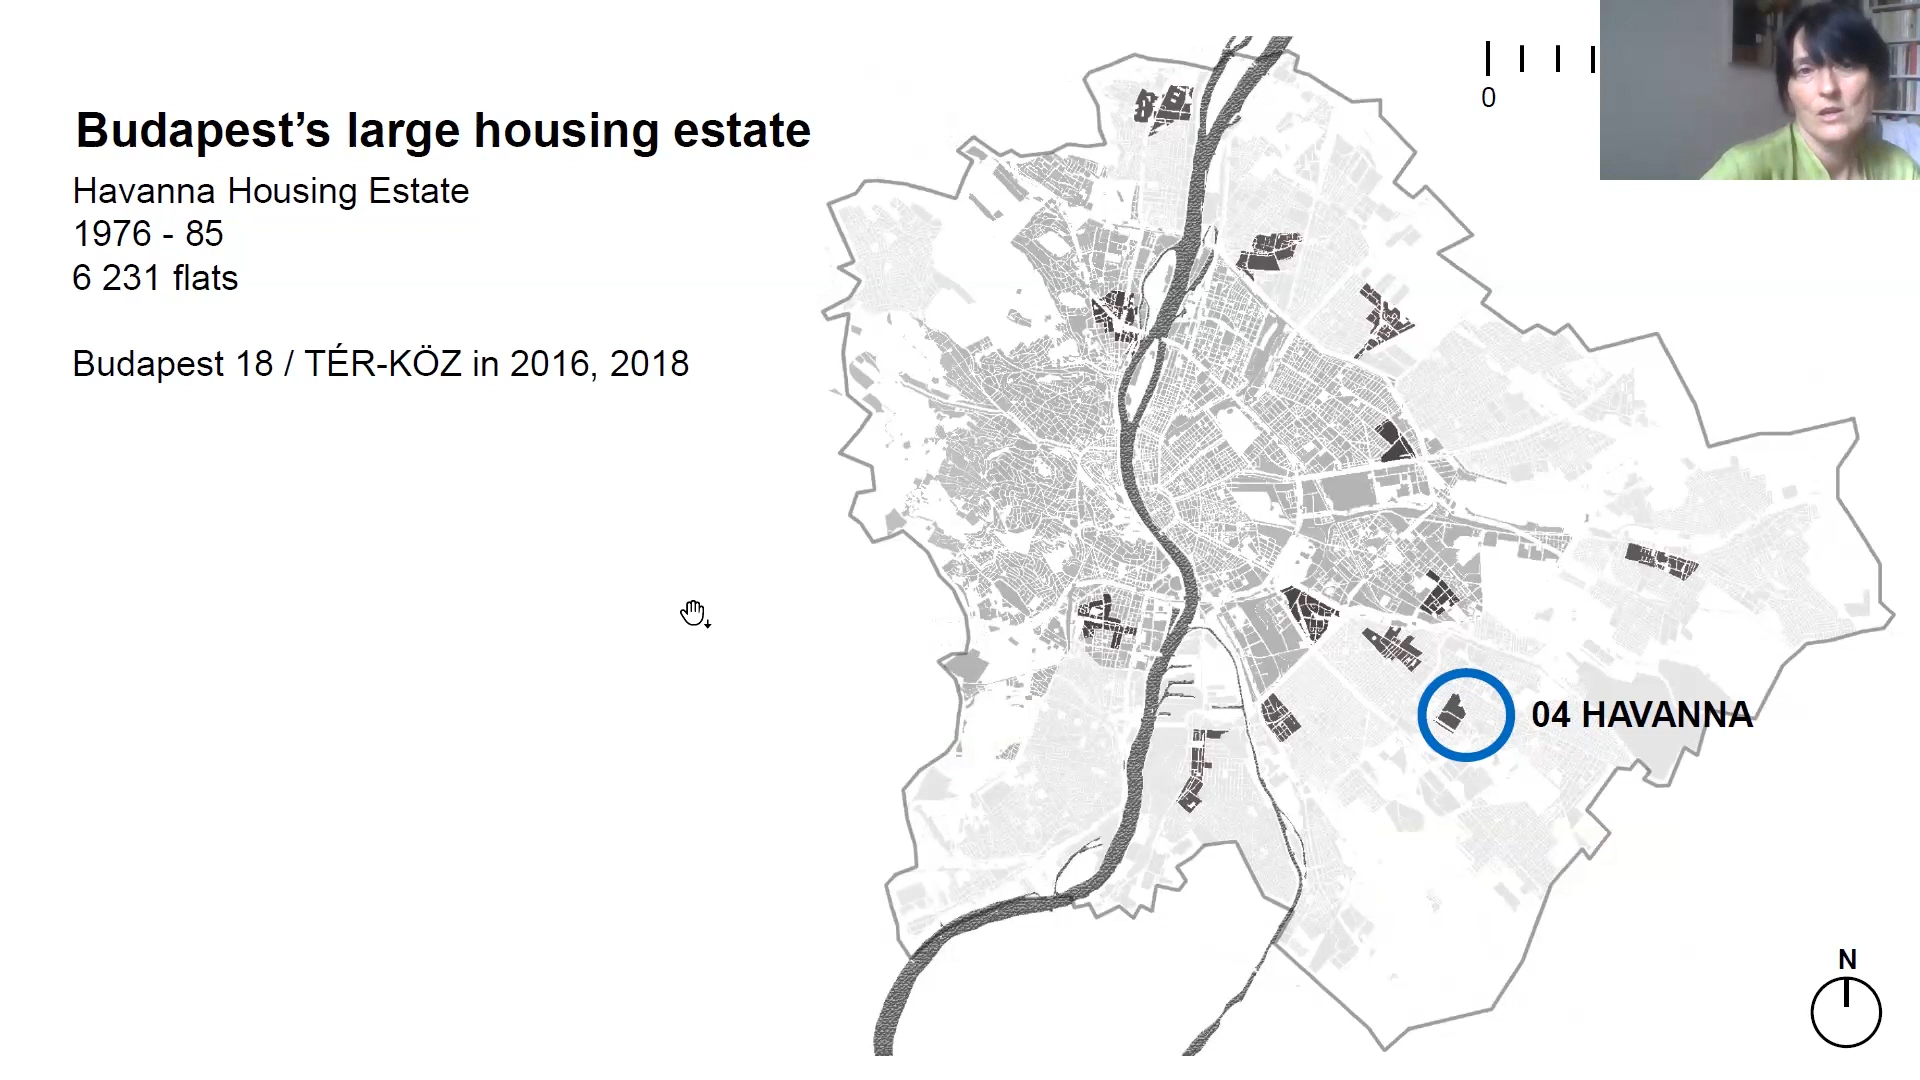 Budapest’s large housing estate
Havanna Housing Estate
1976 - 85
6 231 flats
Budapest 18 / TÉR-KÖZ in 2016, 2018
0
04 HAVANNA
N